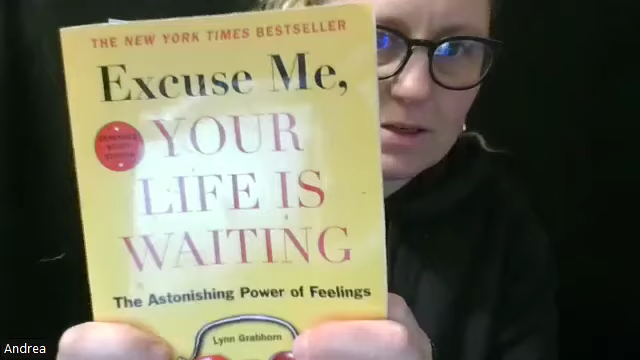 THE NEW YORK TIMES BESTSELLER
Excuse Me,
YOUR
LIFE IS
WAITING
The Astonishing Power of Feelings
Lynn Grabhorn
Andrea